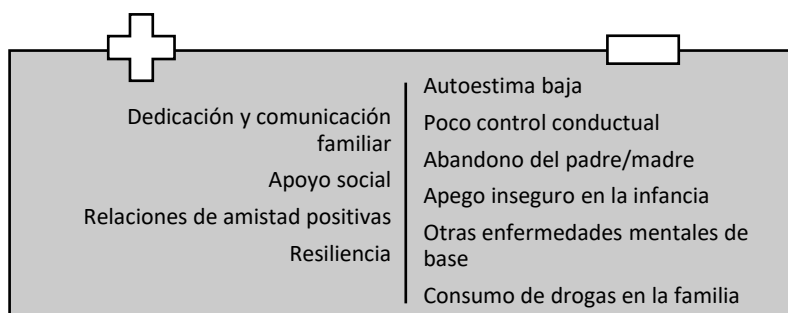 Dedicación y comunicación
familiar
Apoyo social
Relaciones de amistad positivas
Resiliencia
Autoestima baja
Poco control conductual
Abandono del padre/madre
Apego inseguro en la infancia
Otras enfermedades mentales de
base
Consumo de drogas en la familia